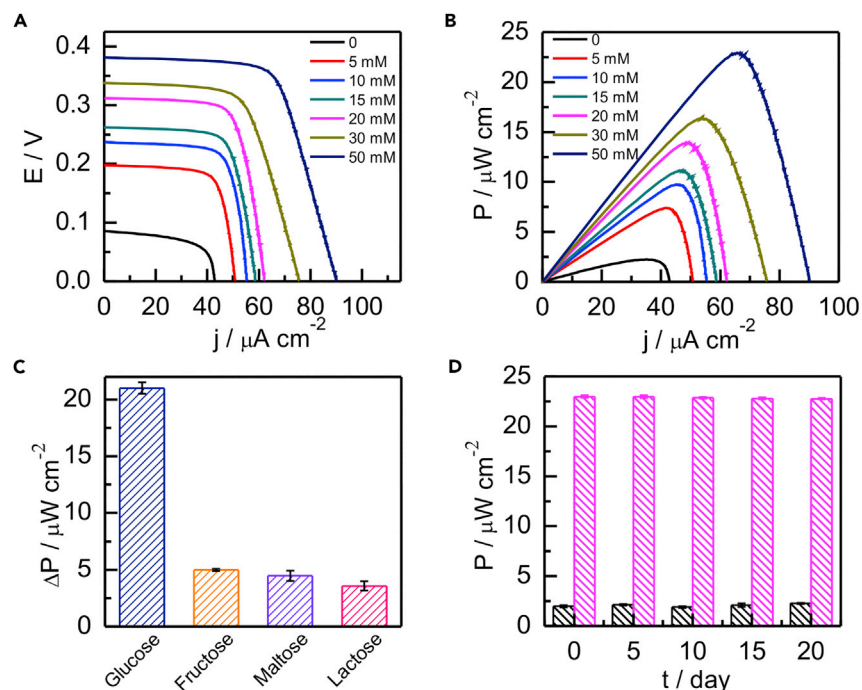 A
0.4
0.3
0.2
0.1
0.0
E / V
0 20 40 60 80 100
j / μA cm⁻²
0
5 mM
10 mM
15 mM
20 mM
30 mM
50 mM
B
25
20
15
10
5
0
P / μW cm⁻²
0 20 40 60 80 100
j / μA cm⁻²
0
5 mM
10 mM
15 mM
20 mM
30 mM
50 mM
C
20
15
10
5
0
ΔP / μW cm⁻²
Glucose
Fructose
Maltose
Lactose
D
25
20
15
10
5
0
P / μW cm⁻²
0 5 10 15 20
t / day